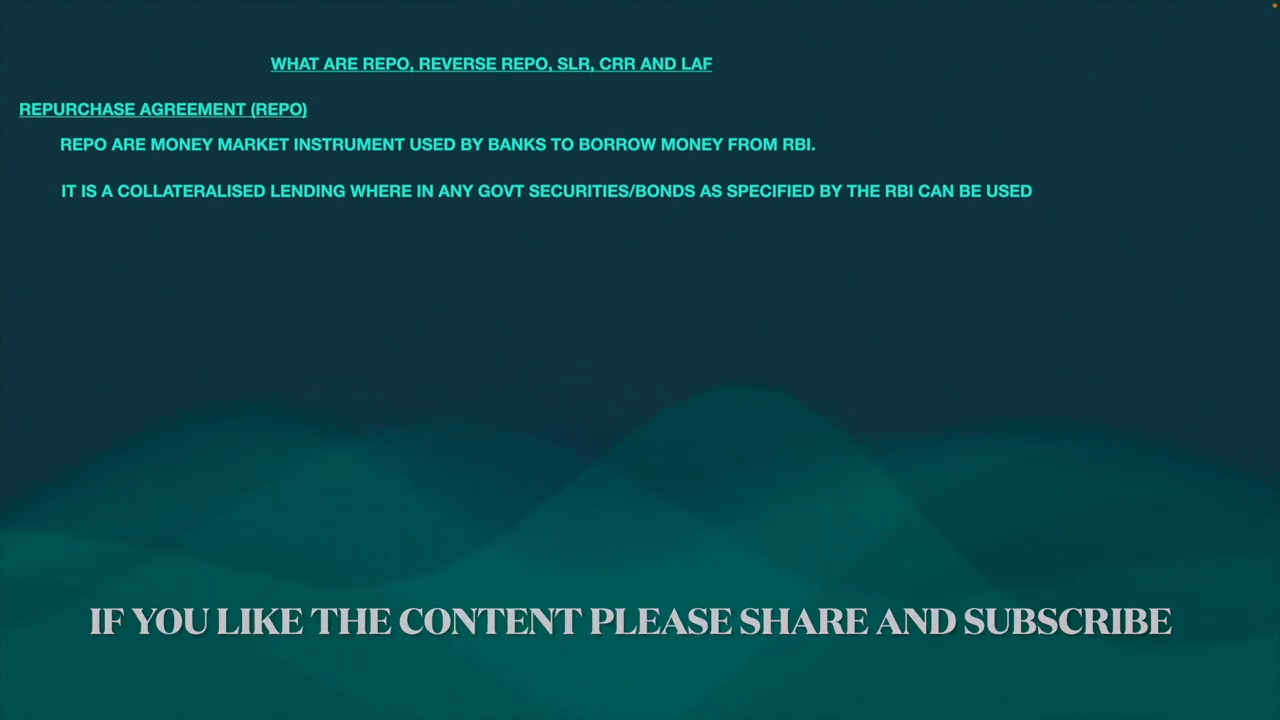 WHAT ARE REPO, REVERSE REPO, SLR, CRR AND LAF
REPURCHASE AGREEMENT (REPO)
REPO ARE MONEY MARKET INSTRUMENT USED BY BANKS TO BORROW MONEY FROM RBI.
IT IS A COLLATERALISED LENDING WHERE IN ANY GOVT SECURITIES/BONDS AS SPECIFIED BY THE RBI CAN BE USED
IF YOU LIKE THE CONTENT PLEASE SHARE AND SUBSCRIBE